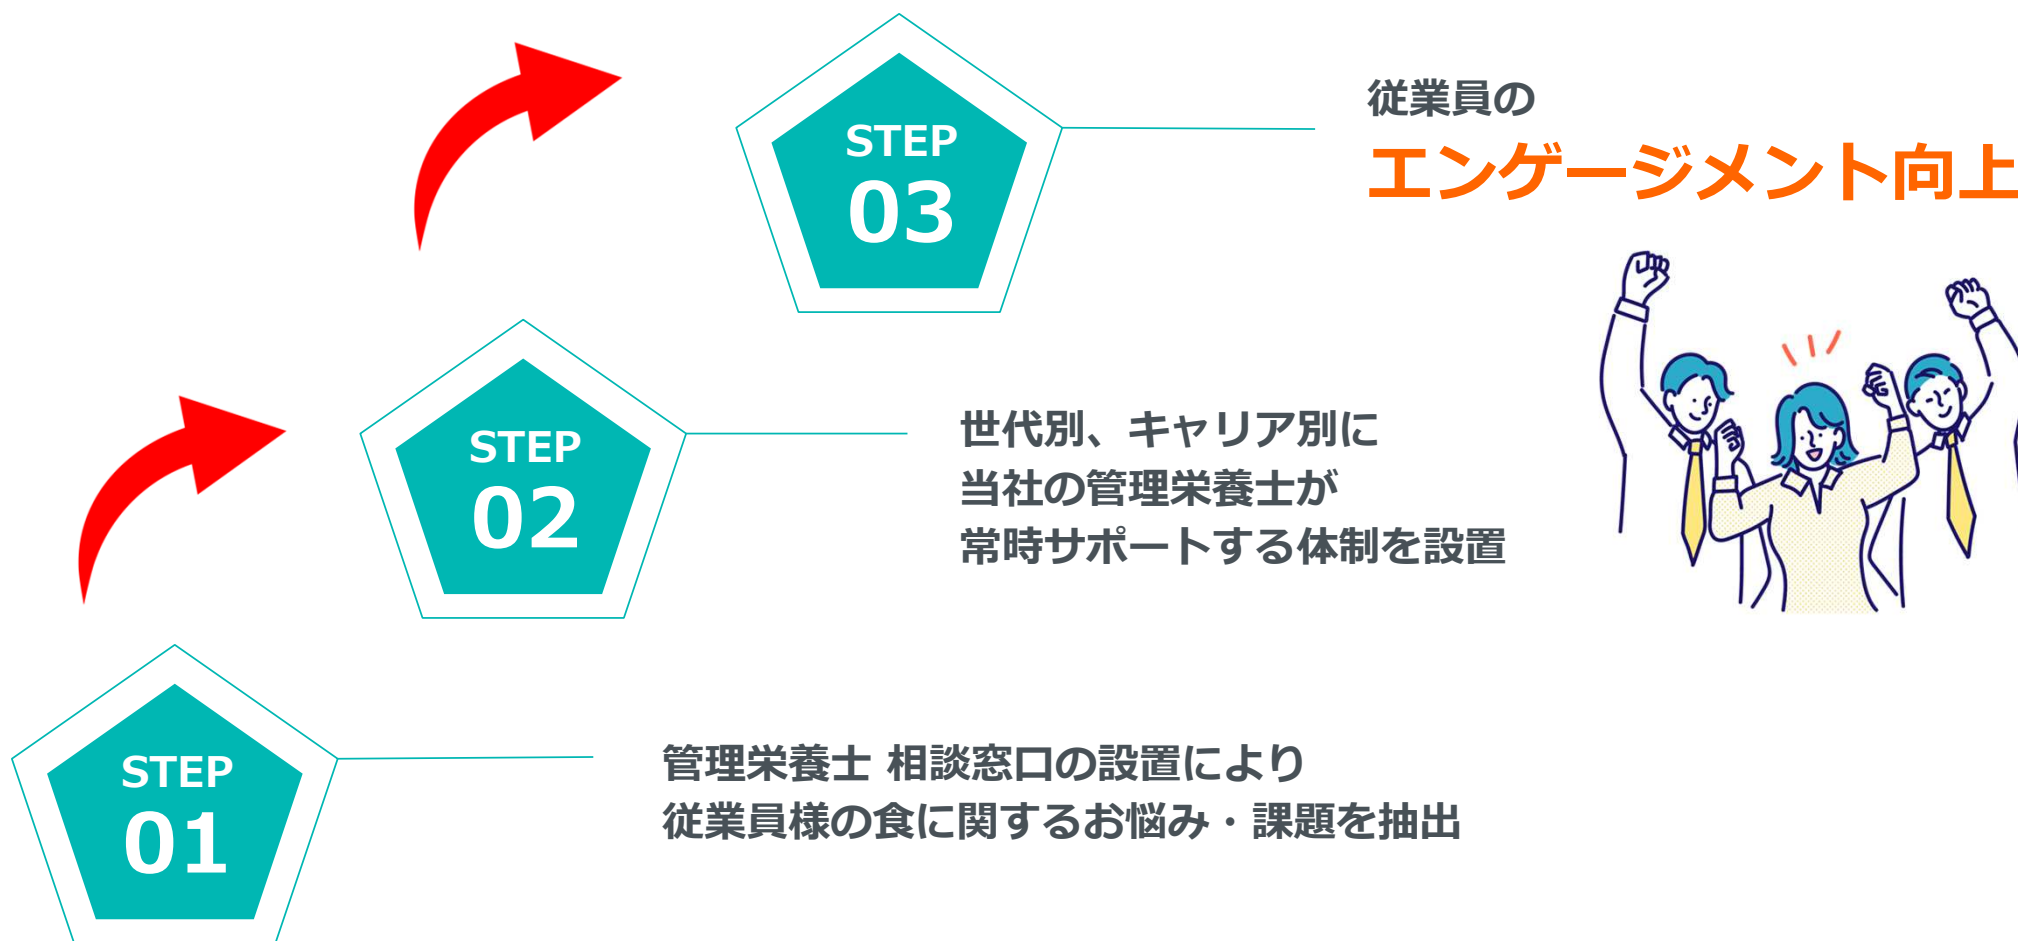 STEP
03
従業員の
エンゲージメント向上
STEP
02
世代別、キャリア別に
当社の管理栄養士が
常時サポートする体制を設置
STEP
01
管理栄養士 相談窓口の設置により
従業員様の食に関するお悩み・課題を抽出